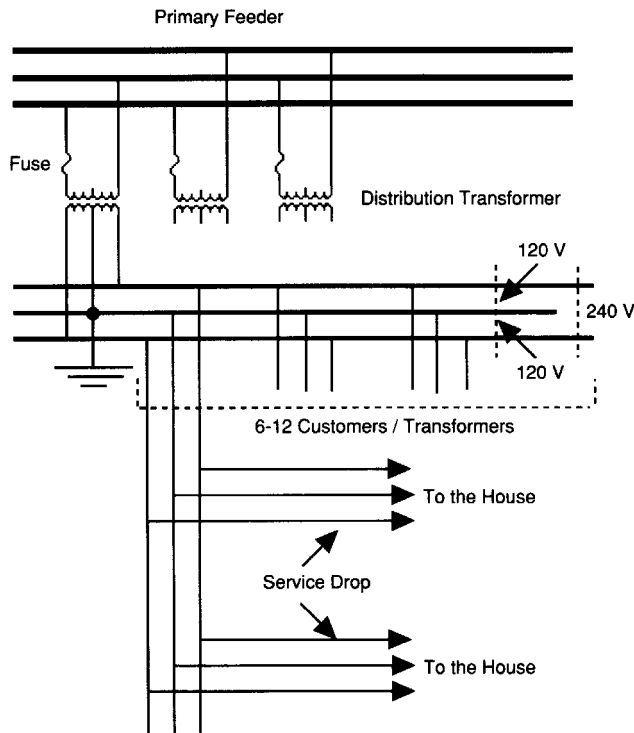 Primary Feeder
Fuse
Distribution Transformer
120 V
240 V
120 V
6-12 Customers / Transformers
To the House
Service Drop
To the House